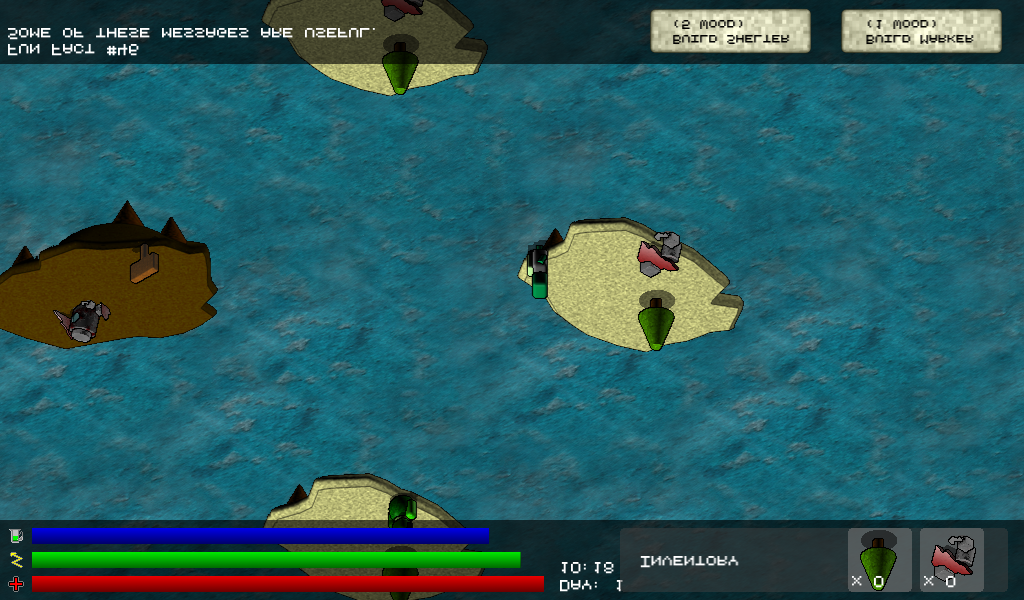 FUN FACT #46
SOME OF THESE MESSAGES ARE USEFUL.
BUILD SHELTER
(5 WOOD)
BUILD MARKER
(1 WOOD)
DAY: 1
10:18
INVENTORY
X 0
X 0